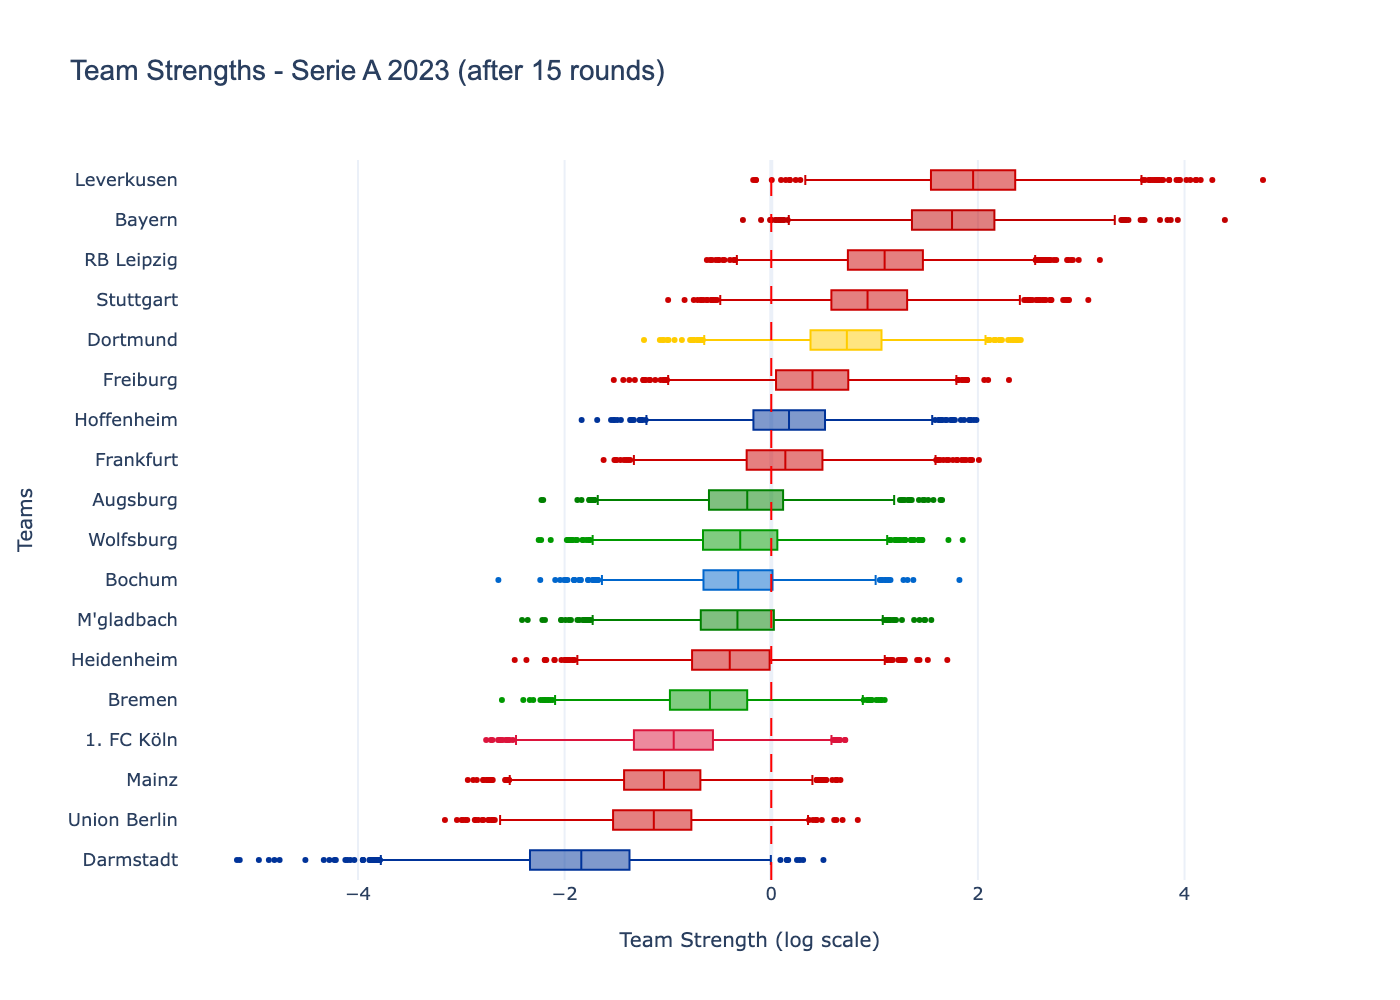 Team Strengths - Serie A 2023 (after 15 rounds)
Teams
Leverkusen
Bayern
RB Leipzig
Stuttgart
Dortmund
Freiburg
Hoffenheim
Frankfurt
Augsburg
Wolfsburg
Bochum
M'gladbach
Heidenheim
Bremen
1. FC Köln
Mainz
Union Berlin
Darmstadt
−4 −2 0 2 4
Team Strength (log scale)